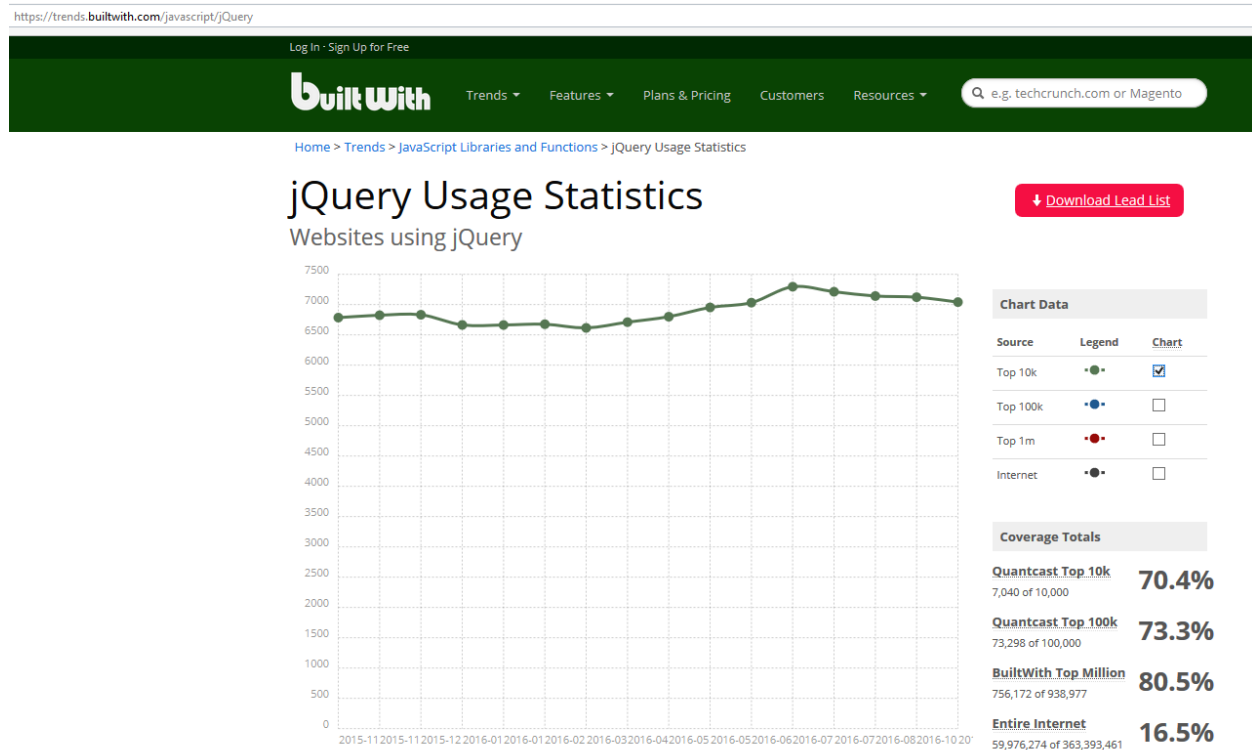 https://trends.builtwith.com/javascript/jQuery
Log In · Sign Up for Free
builtWith
Trends
Features
Plans & Pricing
Customers
Resources
e.g. techcrunch.com or Magento
Home > Trends > JavaScript Libraries and Functions > jQuery Usage Statistics
jQuery Usage Statistics
Download Lead List
Websites using jQuery
7500
7000
6500
6000
5500
5000
4500
4000
3500
3000
2500
2000
1500
1000
500
0
2015-11 2015-11 2015-12 2016-01 2016-01 2016-02 2016-03 2016-04 2016-05 2016-05 2016-06 2016-07 2016-07 2016-08 2016-10 20
Chart Data
Source Legend Chart
Top 10k
Top 100k
Top 1m
Internet
Coverage Totals
Quantcast Top 10k 70.4%
7,040 of 10,000
Quantcast Top 100k 73.3%
73,298 of 100,000
BuiltWith Top Million 80.5%
756,172 of 938,977
Entire Internet 16.5%
59,976,274 of 363,393,461